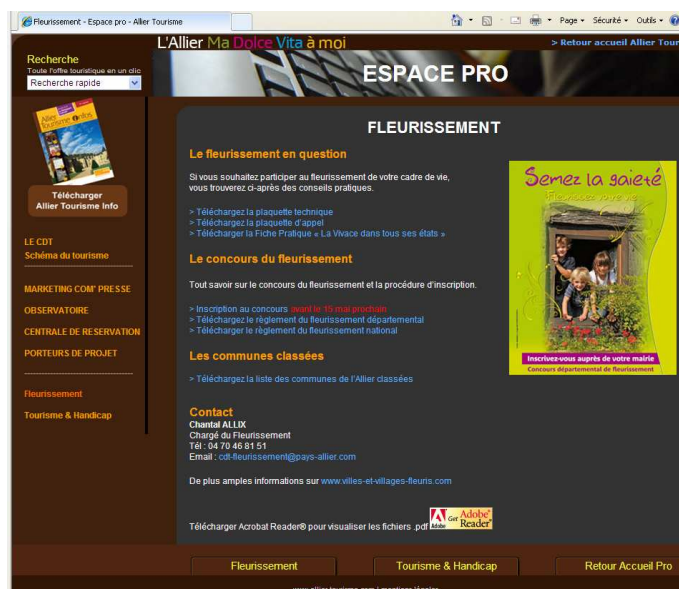 Fleurissement - Espace pro - Allier Tourisme
Page
Sécurité
Outils
L'Allier Ma Dolce Vita à moi
> Retour accueil Allier Tour
Recherche
Toute l'offre touristique en un clic
Recherche rapide
ESPACE PRO
Allier
Tourisme infos
Télécharger
Allier Tourisme Info
LE CDT
Schéma du tourisme
MARKETING COM' PRESSE
OBSERVATOIRE
CENTRALE DE RESERVATION
PORTEURS DE PROJET
Fleurissement
Tourisme & Handicap
FLEURISSEMENT
Le fleurissement en question
Si vous souhaitez participer au fleurissement de votre cadre de vie,
vous trouverez ci-après des conseils pratiques.
> Téléchargez la plaquette technique
> Téléchargez la plaquette d'appel
> Télécharger la Fiche Pratique « La Vivace dans tous ses états »
Le concours du fleurissement
Tout savoir sur le concours du fleurissement et la procédure d'inscription.
> Inscription au concours avant le 15 mai prochain
> Téléchargez le règlement du fleurissement départemental
> Télécharger le règlement du fleurissement national
Les communes classées
> Téléchargez la liste des communes de l'Allier classées
Contact
Chantal ALLIX
Chargé du Fleurissement
Tél : 04 70 46 81 51
Email : cdt-fleurissement@pays-allier.com
De plus amples informations sur www.villes-et-villages-fleuris.com
Télécharger Acrobat Reader® pour visualiser les fichiers .pdf
Adobe
Get Adobe®
Reader®
Semez la gaieté
Fleurissez votre vie
Inscrivez-vous auprès de votre mairie
Concours départemental de fleurissement
Fleurissement
Tourisme & Handicap
Retour Accueil Pro